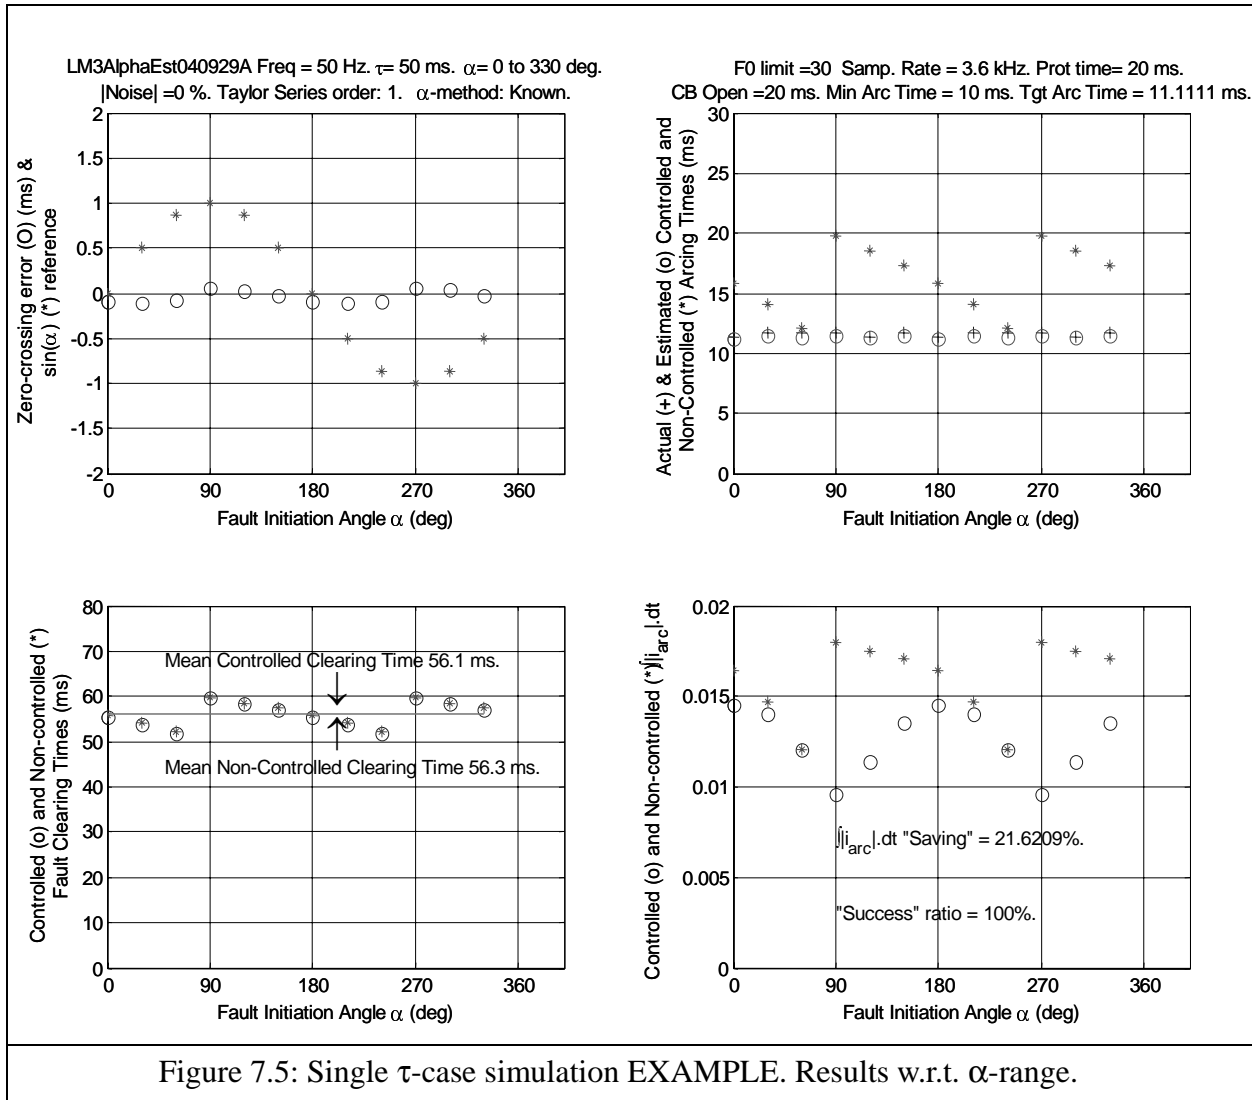 LM3AlphaEst040929A Freq = 50 Hz. τ= 50 ms. α= 0 to 330 deg.
|Noise| =0 %. Taylor Series order: 1. α-method: Known.
2
1.5
1
0.5
0
-0.5
-1
-1.5
-2
Zero-crossing error (O) (ms) &
sin(α) (*) reference
0 90 180 270 360
Fault Initiation Angle α (deg)
F0 limit =30 Samp. Rate = 3.6 kHz. Prot time= 20 ms.
CB Open =20 ms. Min Arc Time = 10 ms. Tgt Arc Time = 11.1111 ms.
30
25
20
15
10
5
0
Actual (+) & Estimated (o) Controlled and
Non-Controlled (*) Arcing Times (ms)
0 90 180 270 360
Fault Initiation Angle α (deg)
80
70
60
50
40
30
20
10
0
Controlled (o) and Non-controlled (*)
Fault Clearing Times (ms)
Mean Controlled Clearing Time 56.1 ms.
Mean Non-Controlled Clearing Time 56.3 ms.
0 90 180 270 360
Fault Initiation Angle α (deg)
0.02
0.015
0.01
0.005
0
Controlled (o) and Non-controlled (*)∫|iarc|.dt
∫|iarc|.dt "Saving" = 21.6209%.
"Success" ratio = 100%.
0 90 180 270 360
Fault Initiation Angle α (deg)
Figure 7.5: Single τ-case simulation EXAMPLE. Results w.r.t. α-range.